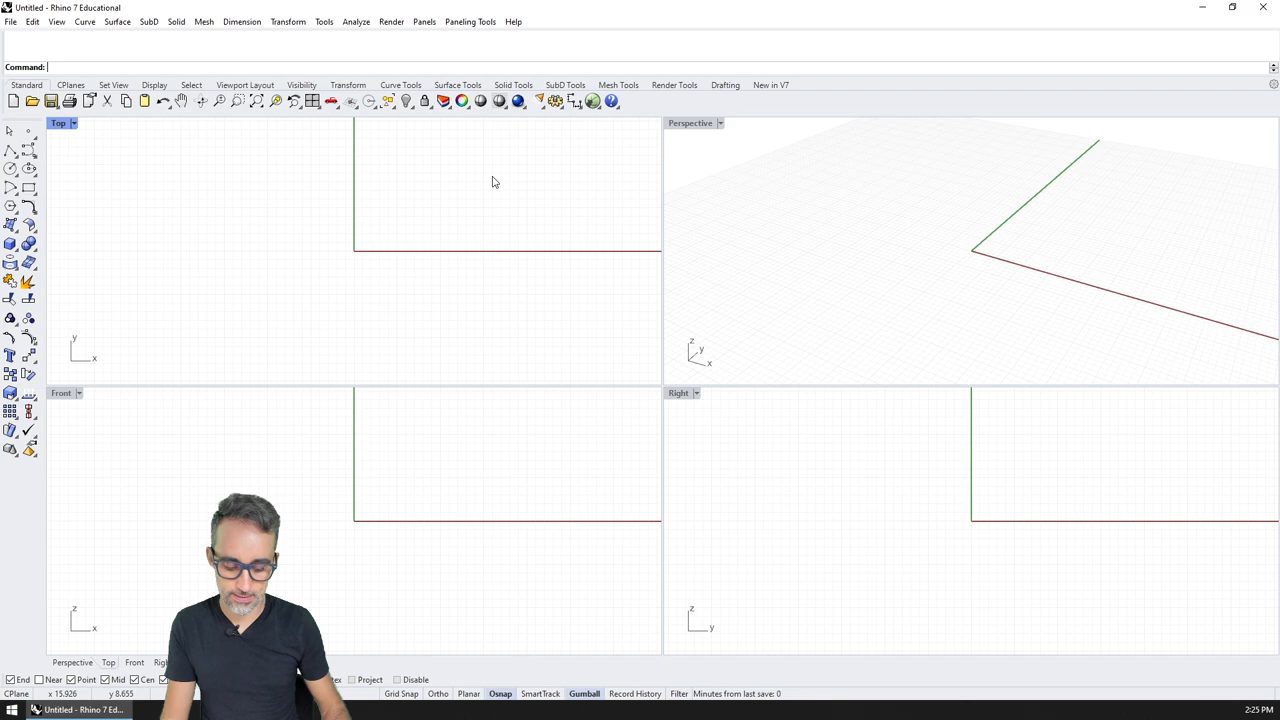 Untitled - Rhino 7 Educational
File Edit View Curve Surface SubD Solid Mesh Dimension Transform Tools Analyze Render Panels Paneling Tools Help
Command:
Standard CPlanes Set View Display Select Viewport Layout Visibility Transform Curve Tools Surface Tools Solid Tools SubD Tools Mesh Tools Render Tools Drafting New in V7
Top Perspective
y
x
z
y
x
Front Right
z
x
z
y
Perspective Top Front
End Near Point Mid Cen Project Disable
CPlane x 15.926 y 8.655 Grid Snap Ortho Planar Osnap SmartTrack Gumball Record History Filter Minutes from last save: 0
Untitled - Rhino 7 Ed... 2:25 PM